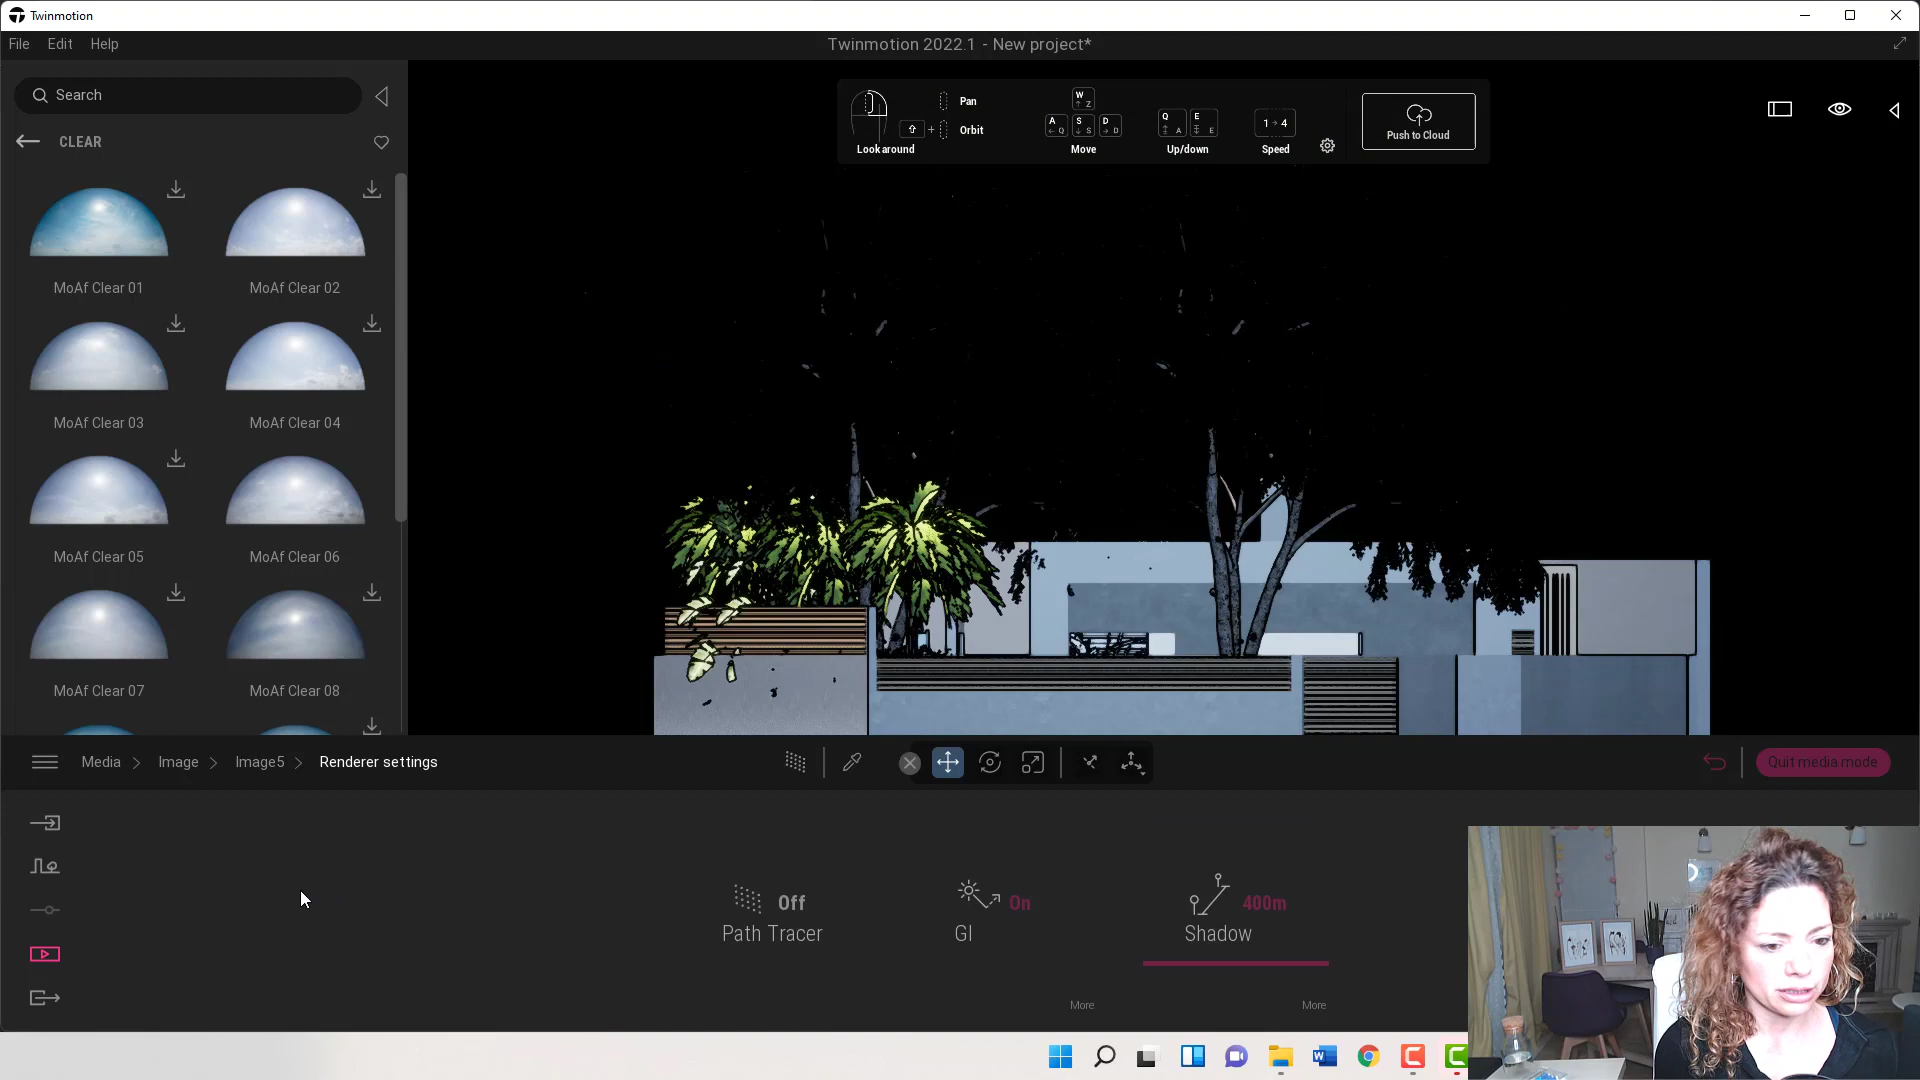 Twinmotion
File Edit Help
Twinmotion 2022.1 - New project*
Search
CLEAR
MoAf Clear 01
MoAf Clear 02
MoAf Clear 03
MoAf Clear 04
MoAf Clear 05
MoAf Clear 06
MoAf Clear 07
MoAf Clear 08
Pan
+
Orbit
Look around
W
Z
A
Q
S
S
D
D
Move
Q
A
E
E
Up/down
1 > 4
Speed
Push to Cloud
Media > Image > Image5 > Renderer settings
Quit media mode
Off
Path Tracer
On
GI
More
400m
Shadow
More